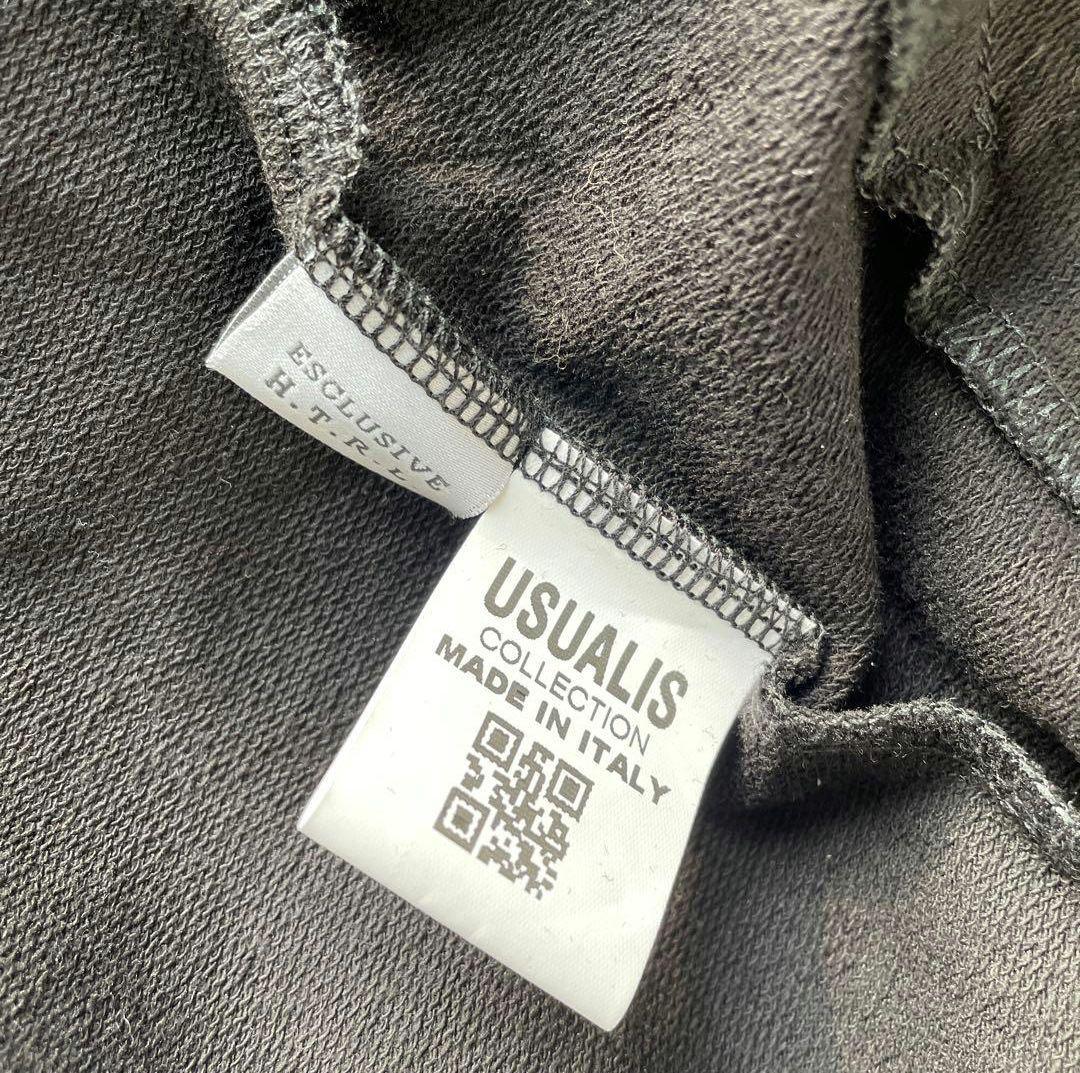 ESCLUSIVE
H.T.R.L
USUALIS
COLLECTION
MADE IN ITALY